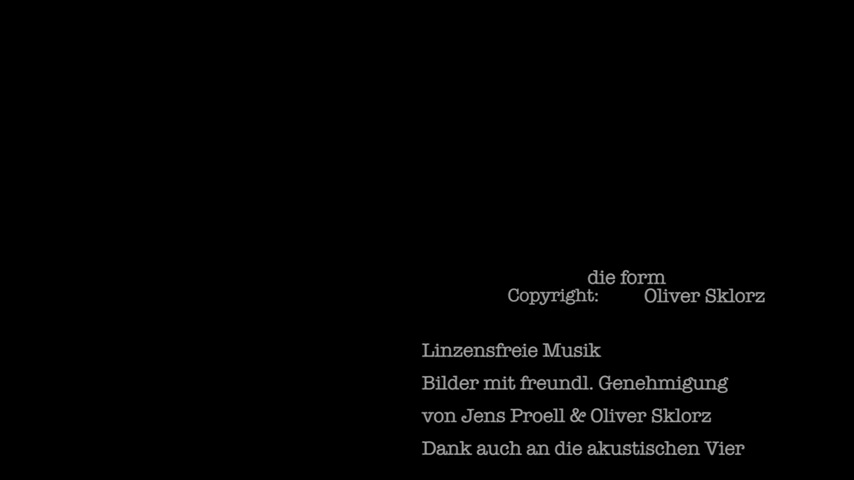 die form
Copyright: Oliver Sklorz
Linzensfreie Musik
Bilder mit freundl. Genehmigung
von Jens Proell & Oliver Sklorz
Dank auch an die akustischen Vier